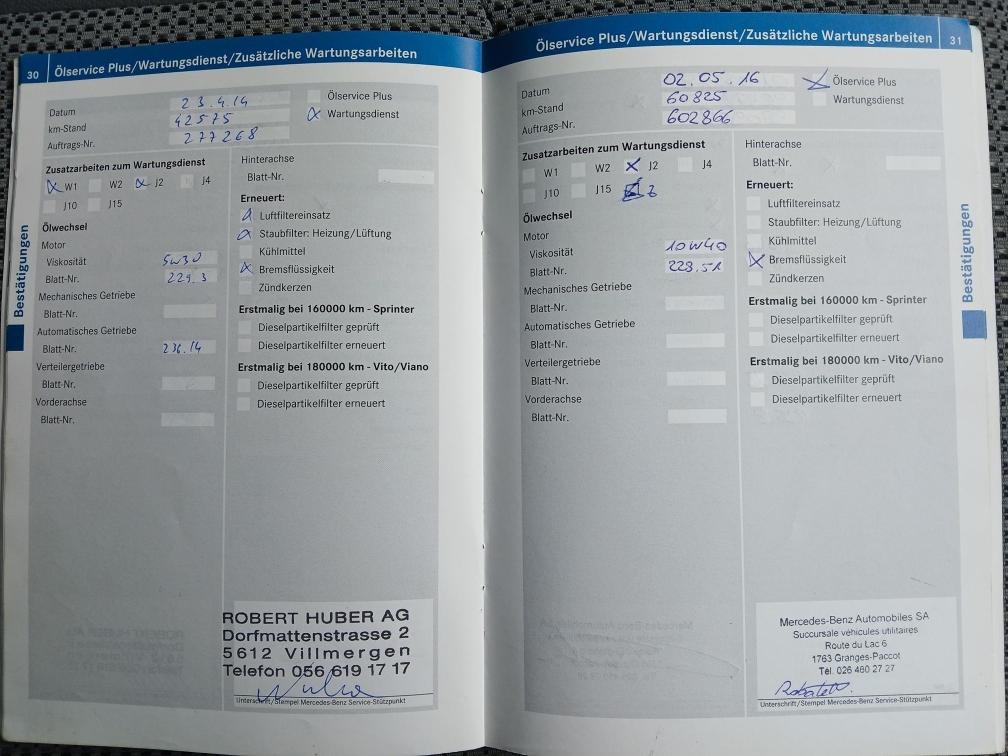 30 Ölservice Plus/Wartungsdienst/Zusätzliche Wartungsarbeiten
Datum 23.4.14
km-Stand 42575
Auftrags-Nr. 277268
Ölservice Plus
Wartungsdienst
Zusatzarbeiten zum Wartungsdienst
W1 W2 J2 J4
J10 J15
Ölwechsel
Motor
Viskosität 5W30
Blatt-Nr. 229.3
Mechanisches Getriebe
Blatt-Nr.
Automatisches Getriebe
Blatt-Nr. 236.14
Verteilergetriebe
Blatt-Nr.
Vorderachse
Blatt-Nr.
Hinterachse
Blatt-Nr.
Erneuert:
Luftfiltereinsatz
Staubfilter: Heizung/Lüftung
Kühlmittel
Bremsflüssigkeit
Zündkerzen
Erstmalig bei 160000 km - Sprinter
Dieselpartikelfilter geprüft
Dieselpartikelfilter erneuert
Erstmalig bei 180000 km - Vito/Viano
Dieselpartikelfilter geprüft
Dieselpartikelfilter erneuert
ROBERT HUBER AG
Dorfmattenstrasse 2
5612 Villmergen
Telefon 056 619 17 17
Unterschrift/Stempel Mercedes-Benz Service-Stützpunkt
Bestätigungen
Ölservice Plus/Wartungsdienst/Zusätzliche Wartungsarbeiten 31
Datum 02.05.16
km-Stand 60825
Auftrags-Nr. 602866
Ölservice Plus
Wartungsdienst
Zusatzarbeiten zum Wartungsdienst
W1 W2 J2 J4
J10 J15
Ölwechsel
Motor
Viskosität 10W40
Blatt-Nr. 228.51
Mechanisches Getriebe
Blatt-Nr.
Automatisches Getriebe
Blatt-Nr.
Verteilergetriebe
Blatt-Nr.
Vorderachse
Blatt-Nr.
Hinterachse
Blatt-Nr.
Erneuert:
Luftfiltereinsatz
Staubfilter: Heizung/Lüftung
Kühlmittel
Bremsflüssigkeit
Zündkerzen
Erstmalig bei 160000 km - Sprinter
Dieselpartikelfilter geprüft
Dieselpartikelfilter erneuert
Erstmalig bei 180000 km - Vito/Viano
Dieselpartikelfilter geprüft
Dieselpartikelfilter erneuert
Mercedes-Benz Automobiles SA
Succursale véhicules utilitaires
Route du Lac 6
1763 Granges-Paccot
Tél. 026 460 27 27
Unterschrift/Stempel Mercedes-Benz Service-Stützpunkt
Bestätigungen